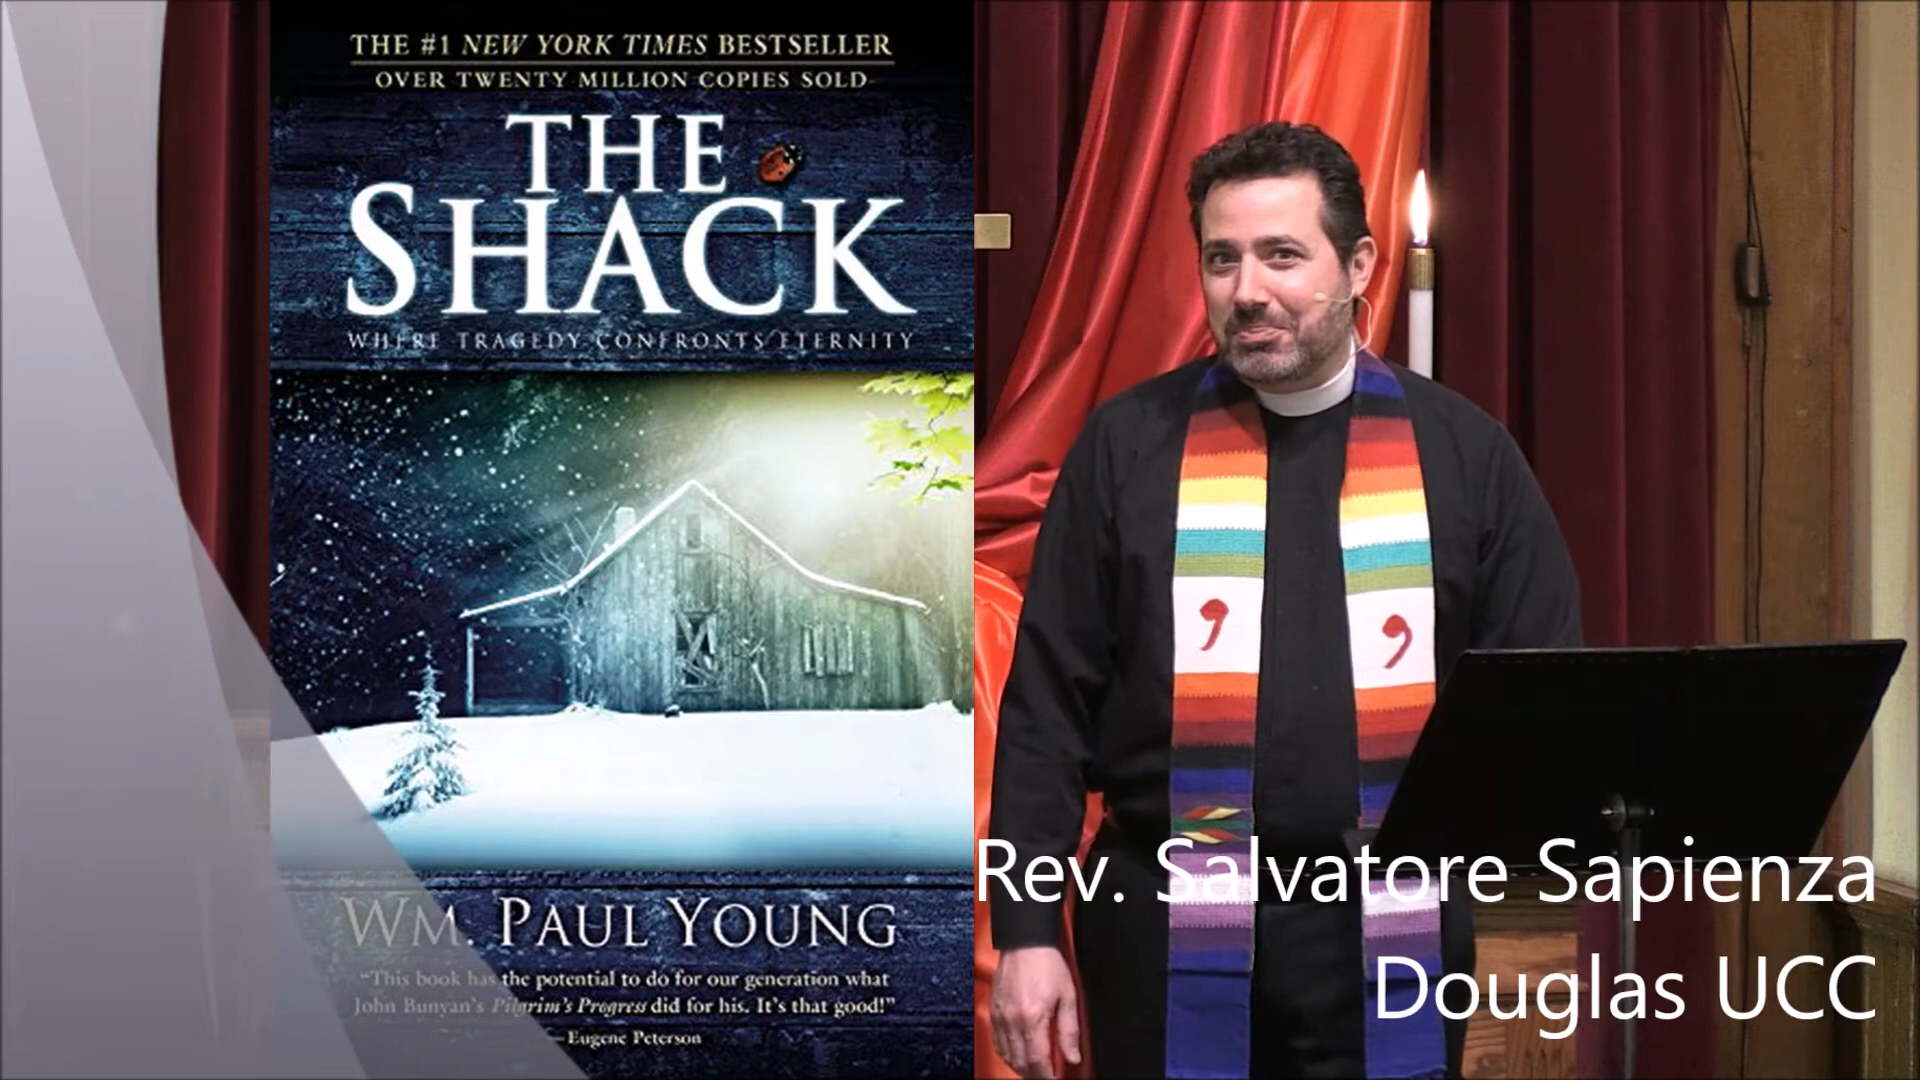 THE #1 NEW YORK TIMES BESTSELLER
OVER TWENTY MILLION COPIES SOLD
THE
SHACK
WHERE TRAGEDY CONFRONTS ETERNITY
WM. PAUL YOUNG
“This book has the potential to do for our generation what
John Bunyan’s Pilgrim’s Progress did for his. It’s that good!”
—Eugene Peterson
Rev. Salvatore Sapienza
Douglas UCC